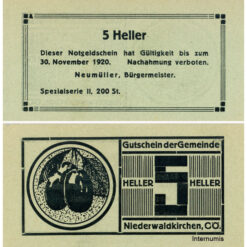 5 Heller
Dieser Notgeldschein hat Gültigkeit bis zum
30. November 1920. Nachahmung verboten.
Neumüller, Bürgermeister.
Spezialserie II, 200 St.
Gutschein der Gemeinde
HELLER 5 HELLER
Niederwaldkirchen, O.Ö.
Internumis